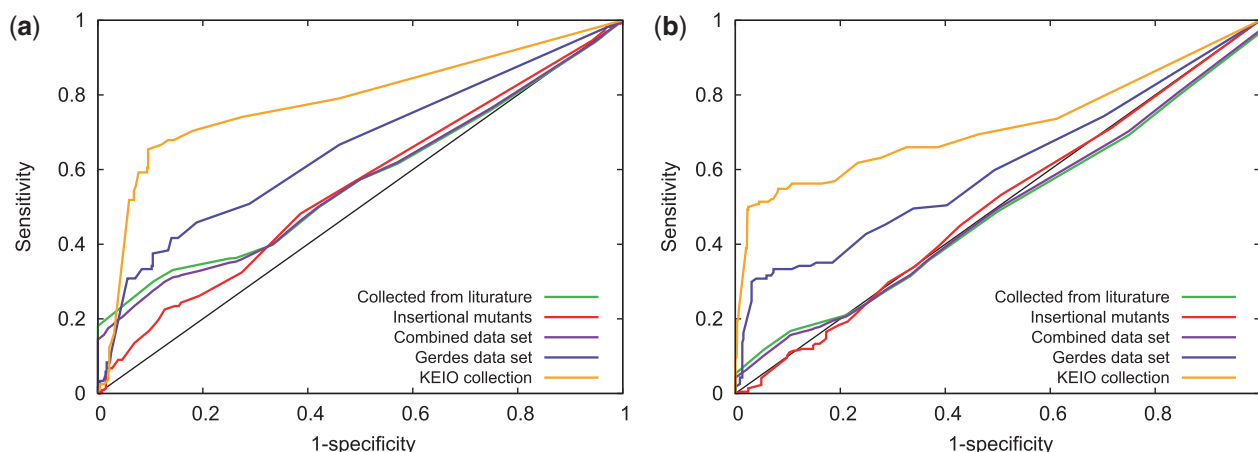 (a)
1
0.8
0.6
0.4
0.2
0
Sensitivity
Collected from liturature
Insertional mutants
Combined data set
Gerdes data set
KEIO collection
0 0.2 0.4 0.6 0.8 1
1-specificity
(b)
1
0.8
0.6
0.4
0.2
0
Sensitivity
Collected from liturature
Insertional mutants
Combined data set
Gerdes data set
KEIO collection
0 0.2 0.4 0.6 0.8
1-specificity